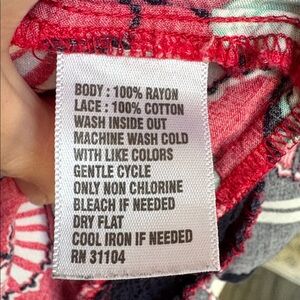 BODY : 100% RAYON
LACE : 100% COTTON
WASH INSIDE OUT
MACHINE WASH COLD
WITH LIKE COLORS
GENTLE CYCLE
ONLY NON CHLORINE
BLEACH IF NEEDED
DRY FLAT
COOL IRON IF NEEDED
RN 31104